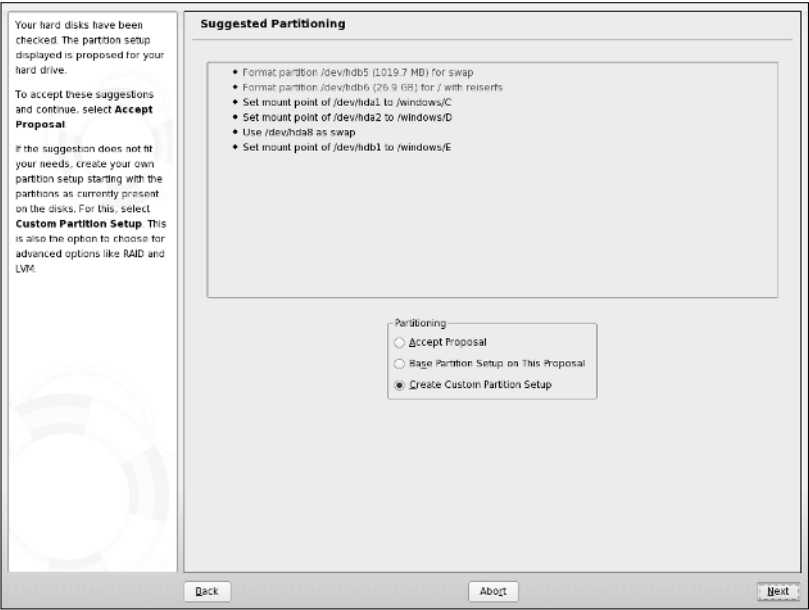 Your hard disks have been
checked. The partition setup
displayed is proposed for your
hard drive.
To accept these suggestions
and continue, select Accept
Proposal.
If the suggestion does not fit
your needs, create your own
partition setup starting with the
partitions as currently present
on the disks. For this, select
Custom Partition Setup. This
is also the option to choose for
advanced options like RAID and
LVM.
Suggested Partitioning
Format partition /dev/hdb5 (1019.7 MB) for swap
Format partition /dev/hdb6 (26.9 GB) for / with reiserfs
Set mount point of /dev/hda1 to /windows/C
Set mount point of /dev/hda2 to /windows/D
Use /dev/hda8 as swap
Set mount point of /dev/hdb1 to /windows/E
Partitioning
Accept Proposal
Base Partition Setup on This Proposal
Create Custom Partition Setup
Back
Abort
Next